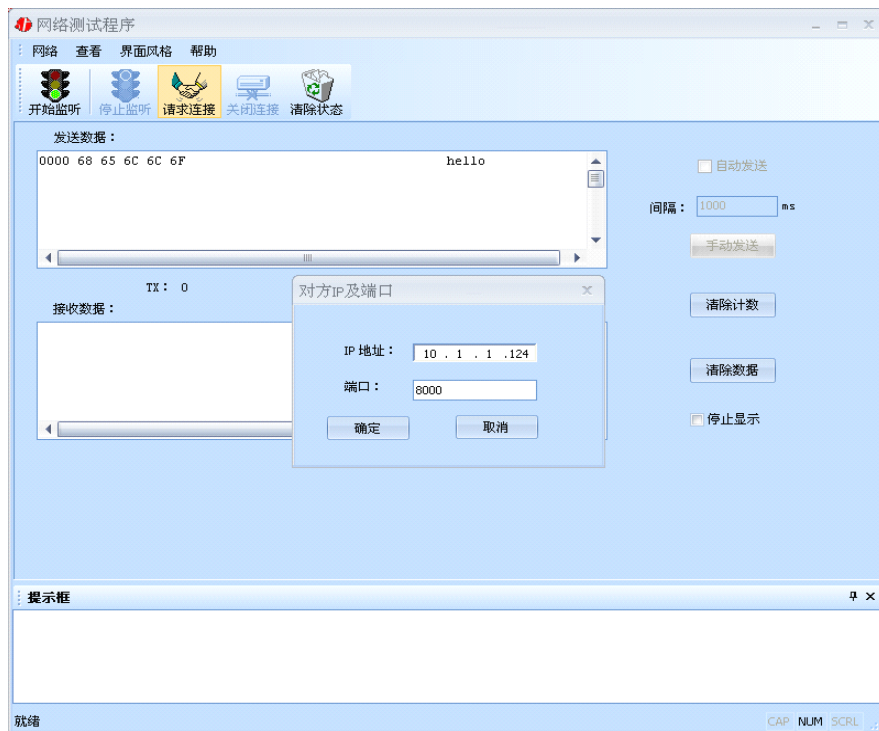 网络测试程序
网络 查看 界面风格 帮助
开始监听 停止监听 请求连接 关闭连接 清除状态
发送数据：
0000 68 65 6C 6C 6F hello
自动发送
间隔： 1000 ms
手动发送
TX： 0
接收数据：
对方IP及端口
IP 地址： 10 . 1 . 1 .124
端口： 8000
确定 取消
清除计数
清除数据
停止显示
提示框
就绪
CAP NUM SCRL